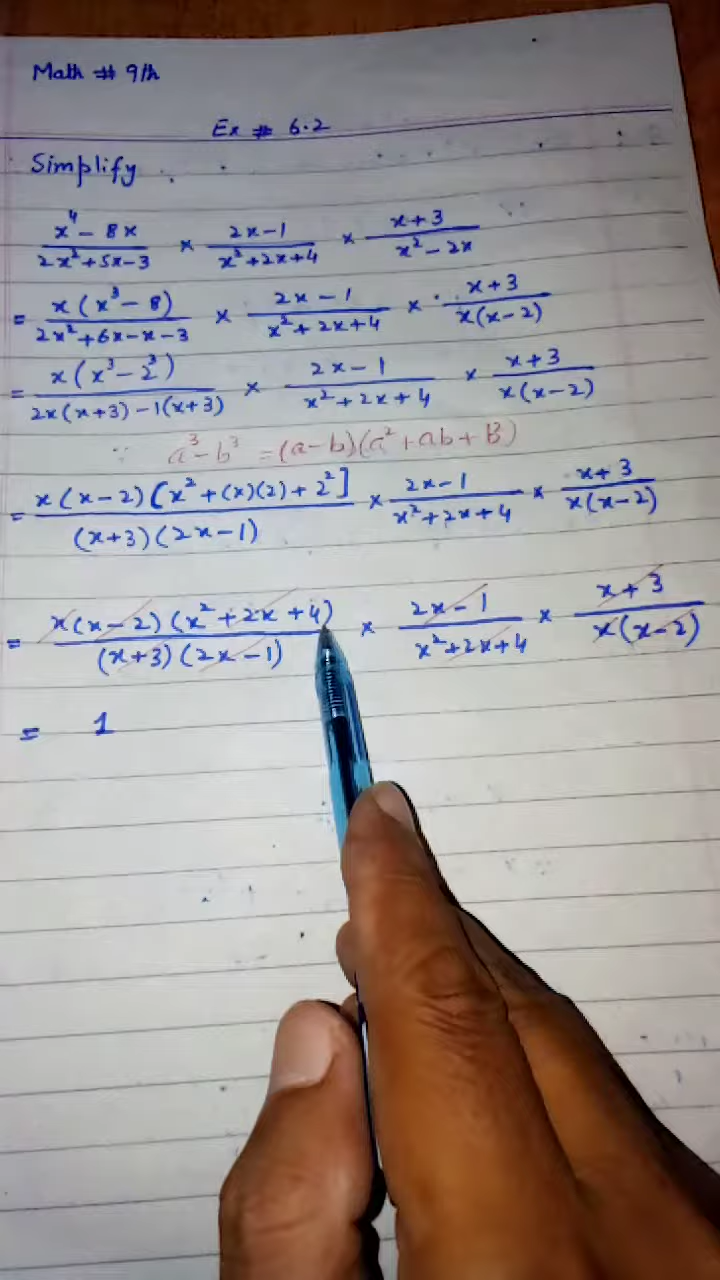 Math # 9th
Ex # 6.2
Simplify
(x⁴ - 8x)/(2x² + 5x - 3) × (2x - 1)/(x² + 2x + 4) × (x + 3)/(x² - 2x)
= x(x³ - 8)/(2x² + 6x - x - 3) × (2x - 1)/(x² + 2x + 4) × (x + 3)/(x(x - 2))
= x(x³ - 2³)/(2x(x + 3) - 1(x + 3)) × (2x - 1)/(x² + 2x + 4) × (x + 3)/(x(x - 2))
∵ a³ - b³ = (a - b)(a² + ab + B)
= x(x - 2)[x² + (x)(2) + 2²]/((x + 3)(2x - 1)) × (2x - 1)/(x² + 2x + 4) × (x + 3)/(x(x - 2))
= x(x - 2)(x² + 2x + 4)/((x + 3)(2x - 1)) × (2x - 1)/(x² + 2x + 4) × (x + 3)/(x(x - 2))
= 1